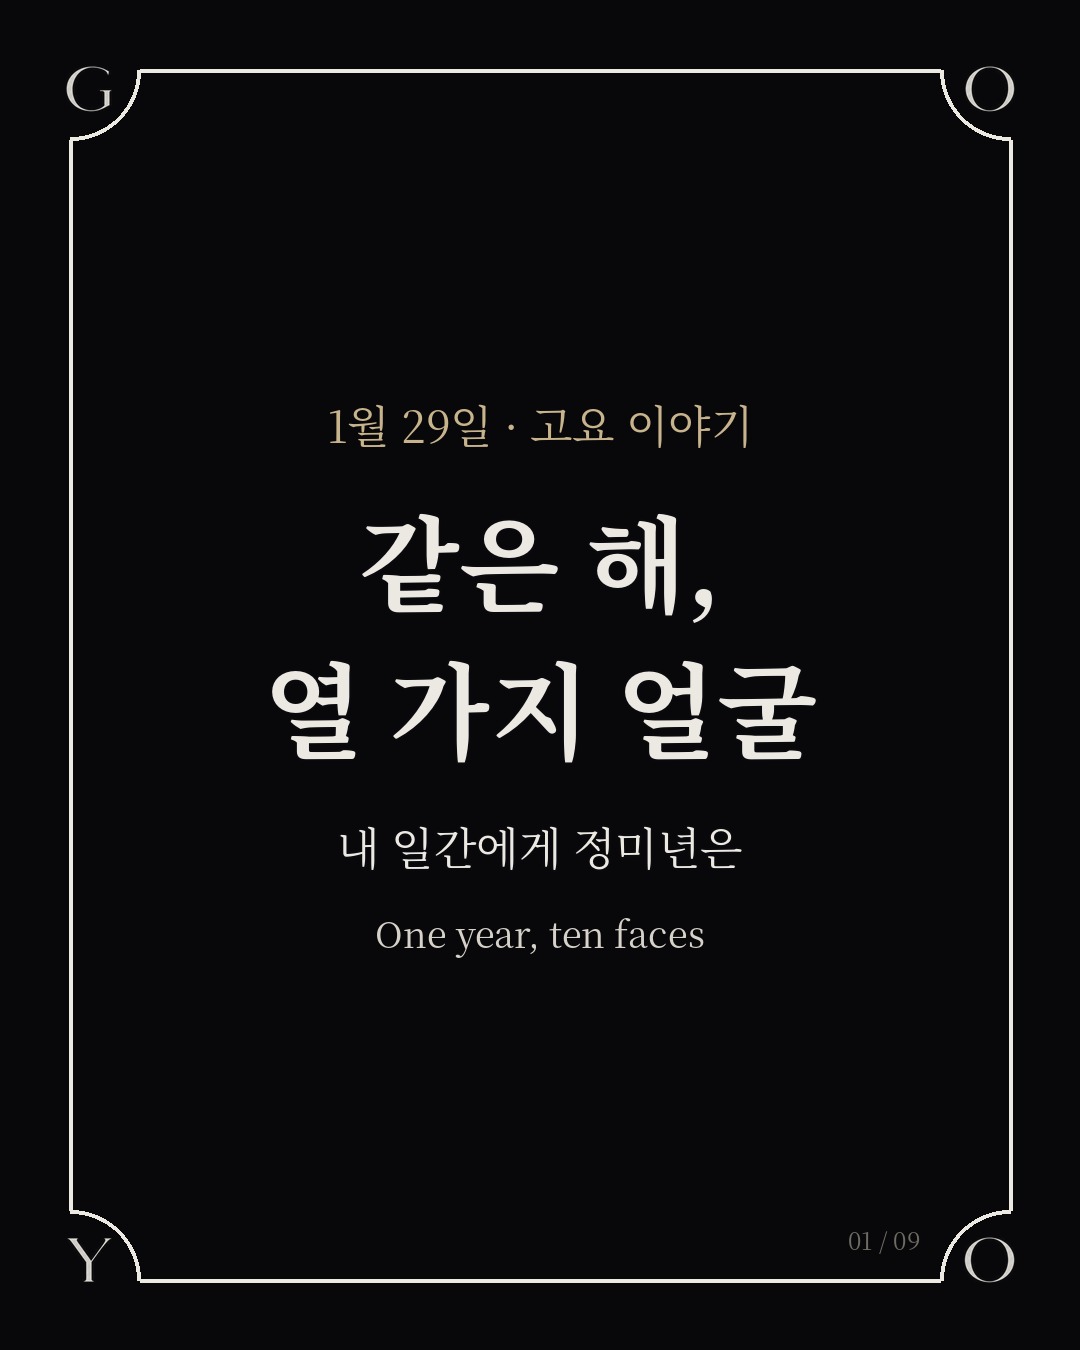 G O
1월 29일 · 고요 이야기
같은 해,
열 가지 얼굴
내 일간에게 정미년은
One year, ten faces
01 / 09
Y O